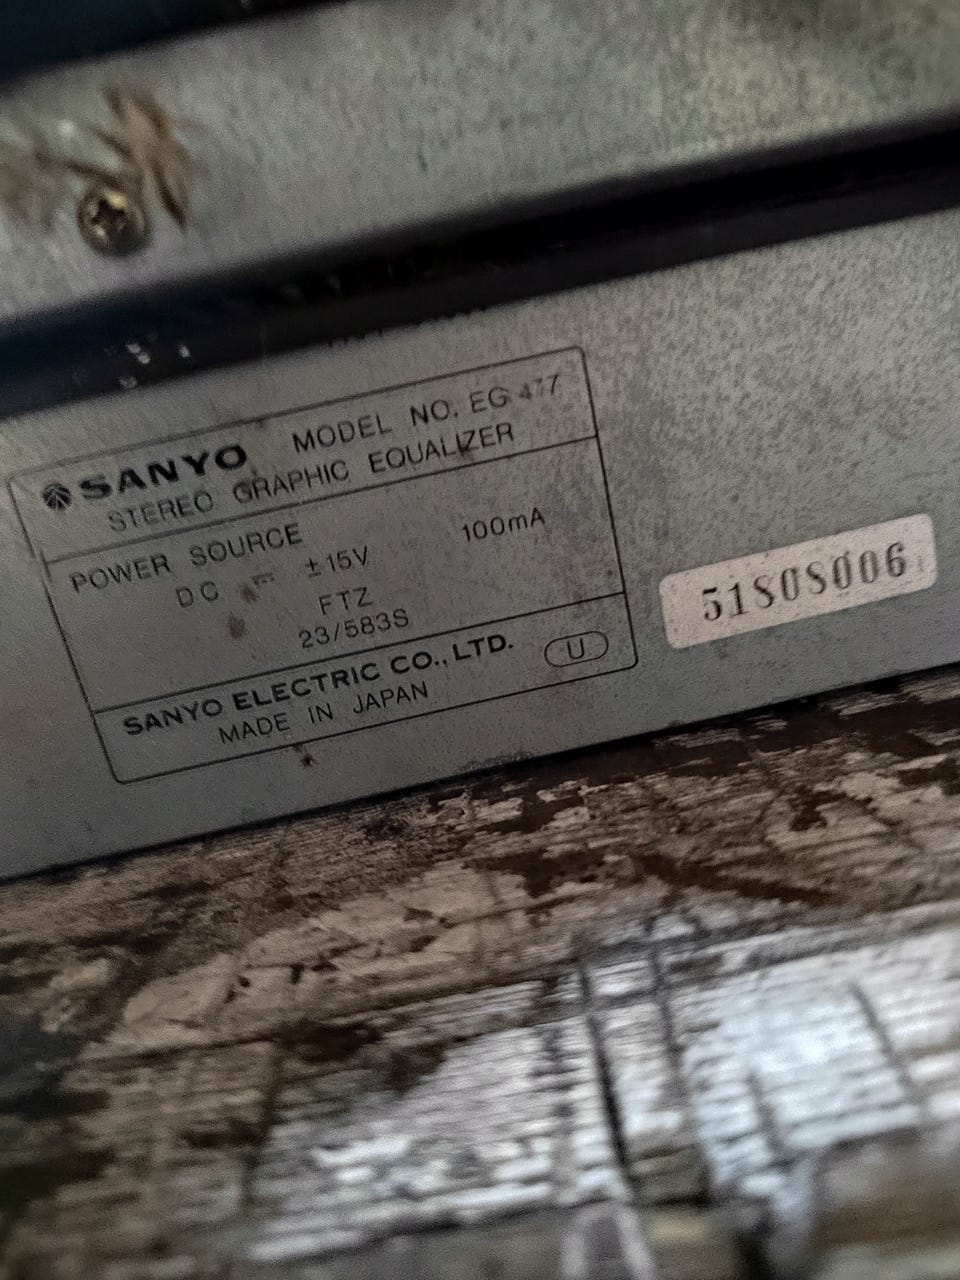 SANYO MODEL NO. EG 477
STEREO GRAPHIC EQUALIZER
POWER SOURCE
DC ⎓ ±15V 100mA
FTZ
23/583S
SANYO ELECTRIC CO., LTD.
MADE IN JAPAN
U
51808006